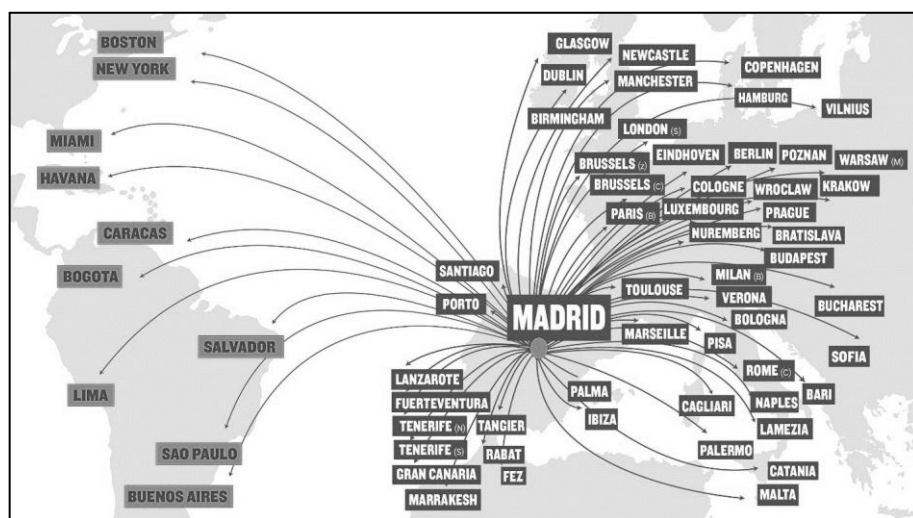 BOSTON
NEW YORK
MIAMI
HAVANA
CARACAS
BOGOTA
SALVADOR
LIMA
SAO PAULO
BUENOS AIRES
GLASGOW
NEWCASTLE
COPENHAGEN
DUBLIN
MANCHESTER
HAMBURG
VILNIUS
BIRMINGHAM
LONDON (S)
EINDHOVEN
BERLIN
POZNAN
WARSAW (M)
BRUSSELS (Z)
BRUSSELS (C)
COLOGNE
WROCLAW
KRAKOW
PARIS (B)
LUXEMBOURG
PRAGUE
NUREMBERG
BRATISLAVA
BUDAPEST
SANTIAGO
MILAN (B)
TOULOUSE
VERONA
BUCHAREST
PORTO
MADRID
BOLOGNA
MARSEILLE
PISA
SOFIA
ROME (C)
LANZAROTE
PALMA
BARI
FUERTEVENTURA
CAGLIARI
NAPLES
TENERIFE (N)
TANGIER
IBIZA
LAMEZIA
TENERIFE (S)
RABAT
PALERMO
GRAN CANARIA
FEZ
CATANIA
MARRAKESH
MALTA